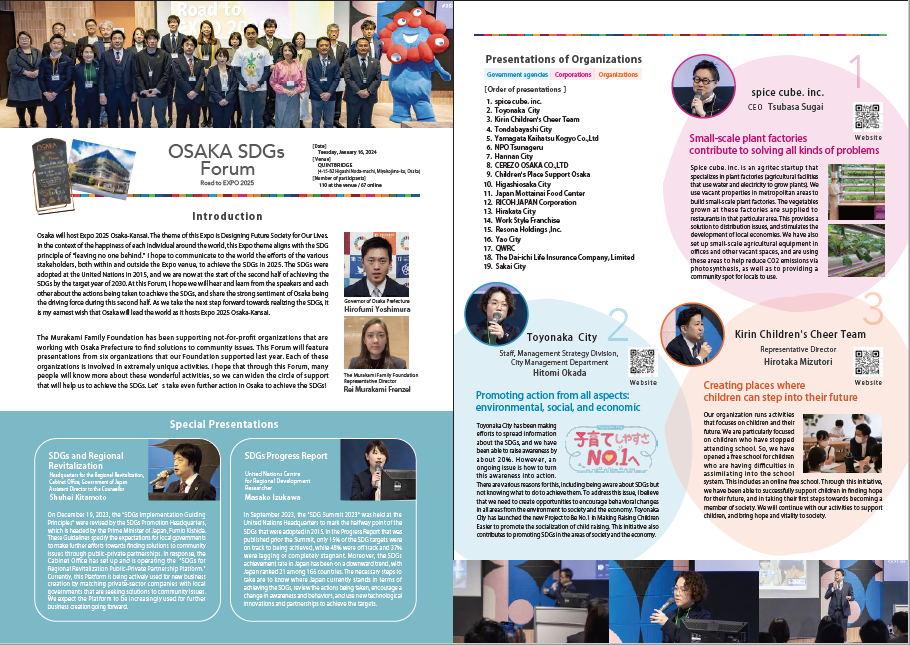 Road to
EXPO 2025
OSAKA
SDGs
OSAKA SDGs
Forum
Road to EXPO 2025
[Date]
Tuesday, January 16, 2024
[Venue]
QUINTBRIDGE
(4-15-82 Higashi Noda-machi, Miyakojima-ku, Osaka)
[Number of participants]
110 at the venue / 67 online
Introduction
Osaka will host Expo 2025 Osaka-Kansai. The theme of this Expo is Designing Future Society for Our Lives.
In the context of the happiness of each individual around the world, this Expo theme aligns with the SDG
principle of "leaving no one behind." I hope to communicate to the world the efforts of the various
stakeholders, both within and outside the Expo venue, to achieve the SDGs in 2025. The SDGs were
adopted at the United Nations in 2015, and we are now at the start of the second half of achieving the
SDGs by the target year of 2030. At this Forum, I hope we will hear and learn from the speakers and each
other about the actions being taken to achieve the SDGs, and share the strong sentiment of Osaka being
the driving force during this second half. As we take the next step forward towards realizing the SDGs, it
is my earnest wish that Osaka will lead the world as it hosts Expo 2025 Osaka-Kansai.
Governor of Osaka Prefecture
Hirofumi Yoshimura
The Murakami Family Foundation has been supporting not-for-profit organizations that are
working with Osaka Prefecture to find solutions to community issues. This Forum will feature
presentations from six organizations that our Foundation supported last year. Each of these
organizations is involved in extremely unique activities. I hope that through this Forum, many
people will know more about these wonderful activities, so we can widen the circle of support
that will help us to achieve the SDGs. Let' s take even further action in Osaka to achieve the SDGs!
The Murakami Family Foundation
Representative Director
Rei Murakami Frenzel
Special Presentations
SDGs and Regional
Revitalization
Headquarters for the Regional Revitalization,
Cabinet Office, Government of Japan
Assistant Director to the Counsellor
Shuhei Kitamoto
On December 19, 2023, the "SDGs Implementation Guiding
Principles" were revised by the SDGs Promotion Headquarters,
which is headed by the Prime Minister of Japan, Fumio Kishida.
These Guidelines specify the expectations for local governments
to make further efforts towards finding solutions to community
issues through public-private partnerships. In response, the
Cabinet Office has set up and is operating the "SDGs for
Regional Revitalization Public-Private Partnership Platform."
Currently, this Platform is being actively used for new business
creation by matching private-sector companies with local
governments that are seeking solutions to community issues.
We expect the Platform to be increasingly used for further
business creation going forward.
SDGs Progress Report
United Nations Centre
for Regional Development
Researcher
Masako Izukawa
In September 2023, the "SDG Summit 2023" was held at the
United Nations Headquarters to mark the halfway point of the
SDGs that were adopted in 2015. In the Progress Report that was
published prior the Summit, only 15% of the SDG targets were
on track to being achieved, while 48% were off track and 37%
were lagging or completely stagnant. Moreover, the SDGs
achievement rate in Japan has been on a downward trend, with
Japan ranked 21 among 166 countries. The necessary steps to
take are to know where Japan currently stands in terms of
achieving the SDGs, review the actions being taken, encourage a
change in awareness and behaviors, and use new technological
innovations and partnerships to achieve the targets.
Presentations of Organizations
Government agencies Corporations Organizations
[Order of presentations ]
1. spice cube. inc.
2. Toyonaka City
3. Kirin Children's Cheer Team
4. Tondabayashi City
5. Yamagata Kaihatsu Kogyo Co.,Ltd
6. NPO Tsunageru
7. Hannan City
8. CEREZO OSAKA CO.,LTD
9. Children's Place Support Osaka
10. Higashiosaka City
11. Japan Mottainai Food Center
12. RICOH JAPAN Corporation
13. Hirakata City
14. Work Style Franchise
15. Resona Holdings ,Inc.
16. Yao City
17. QWRC
18. The Dai-ichi Life Insurance Company, Limited
19. Sakai City
1
spice cube. inc.
CEO Tsubasa Sugai
Website
Small-scale plant factories
contribute to solving all kinds of problems
Spice cube. inc. is an agritec startup that
specializes in plant factories (agricultural facilities
that use water and electricity to grow plants). We
use vacant properties in metropolitan areas to
build small-scale plant factories. The vegetables
grown at these factories are supplied to
restaurants in that particular area. This provides a
solution to distribution issues, and stimulates the
development of local economies. We have also
set up small-scale agricultural equipment in
offices and other vacant spaces, and are using
these areas to help reduce CO2 emissions via
photosynthesis, as well as to providing a
community spot for locals to use.
2
Toyonaka City
Staff, Management Strategy Division,
City Management Department
Hitomi Okada
Website
Promoting action from all aspects:
environmental, social, and economic
Toyonaka City has been making
efforts to spread information
about the SDGs, and we have
been able to raise awareness by
about 20%. However, an
ongoing issue is how to turn
this awareness into action.
There are various reasons for this, including being aware about SDGs but
not knowing what to do to achieve them. To address this issue, I believe
that we need to create opportunities to encourage behavioral changes
in all areas from the environment to society and the economy. Toyonaka
City has launched the new Project to Be No.1 in Making Raising Children
Easier to promote the socialization of child raising. This initiative also
contributes to promoting SDGs in the areas of society and the economy.
子育てしやすさ
NO.1へ
3
Kirin Children's Cheer Team
Representative Director
Hirotaka Mizutori
Website
Creating places where
children can step into their future
Our organization runs activities
that focuses on children and their
future. We are particularly focused
on children who have stopped
attending school. So, we have
opened a free school for children
who are having difficulties in
assimilating into the school
system. This includes an online free school. Through this initiative,
we have been able to successfully support children in finding hope
for their future, and in taking their first steps towards becoming a
member of society. We will continue with our activities to support
children, and bring hope and vitality to society.